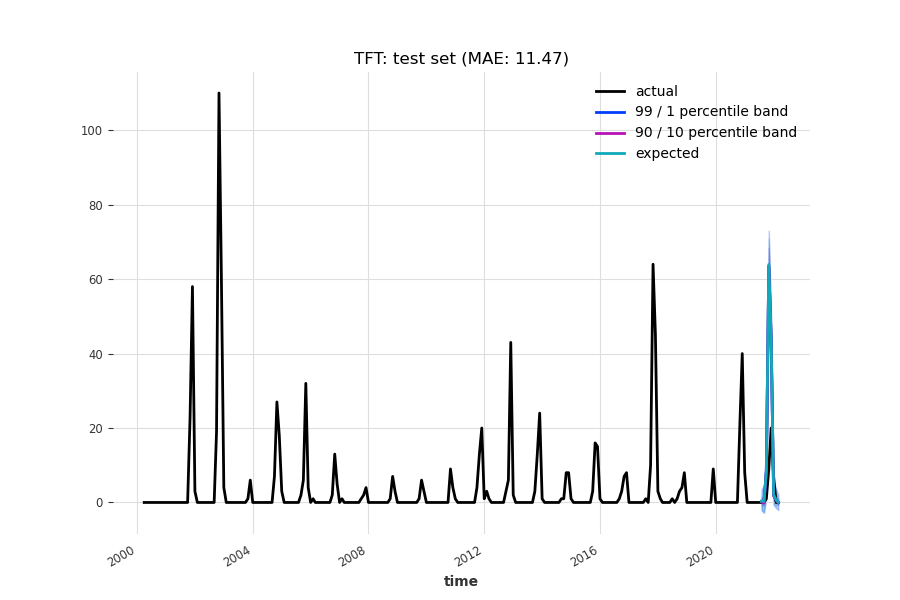 TFT: test set (MAE: 11.47)
actual
99 / 1 percentile band
90 / 10 percentile band
expected
100
80
60
40
20
0
2000
2004
2008
2012
2016
2020
time